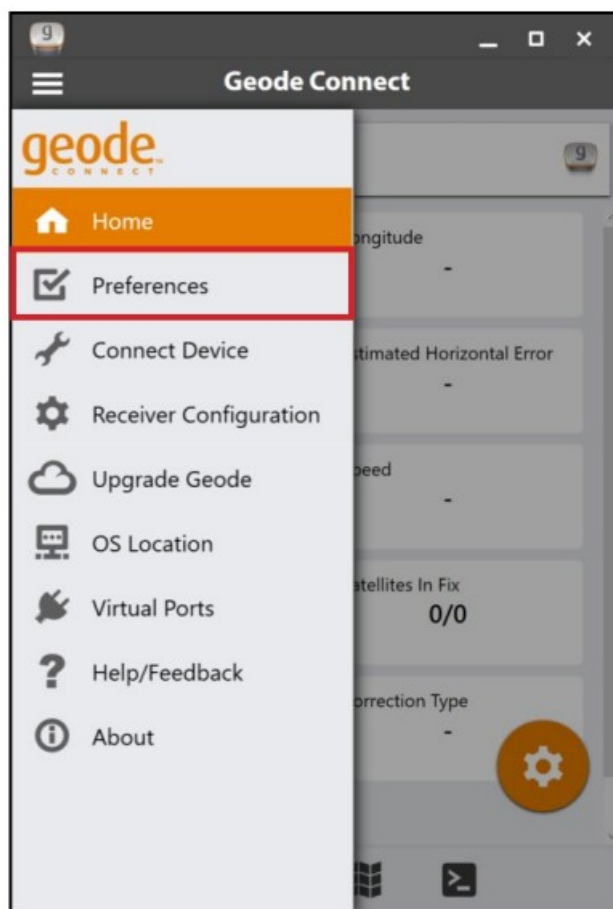 g
Geode Connect
geode
CONNECT
g
Home
Preferences
Connect Device
Receiver Configuration
Upgrade Geode
OS Location
Virtual Ports
Help/Feedback
About
ongitude
-
stimated Horizontal Error
-
peed
-
atellites In Fix
0/0
orrection Type
-